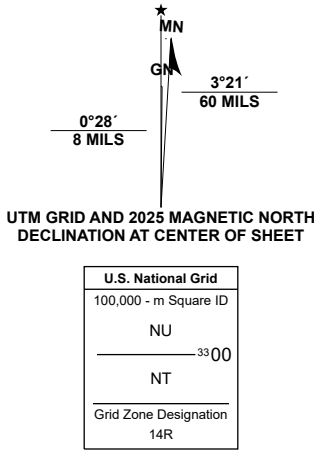 MN
GN
3°21´
60 MILS
0°28´
8 MILS
UTM GRID AND 2025 MAGNETIC NORTH
DECLINATION AT CENTER OF SHEET
U.S. National Grid
100,000 - m Square ID
NU
3300
NT
Grid Zone Designation
14R